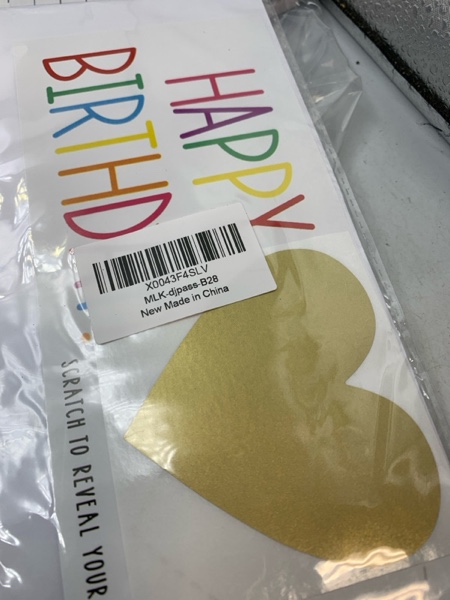 HAPPY
BIRTHD
X0043F4SLV
MLK-djpass-B28
New Made in China
SCRATCH TO REVEAL YOUR